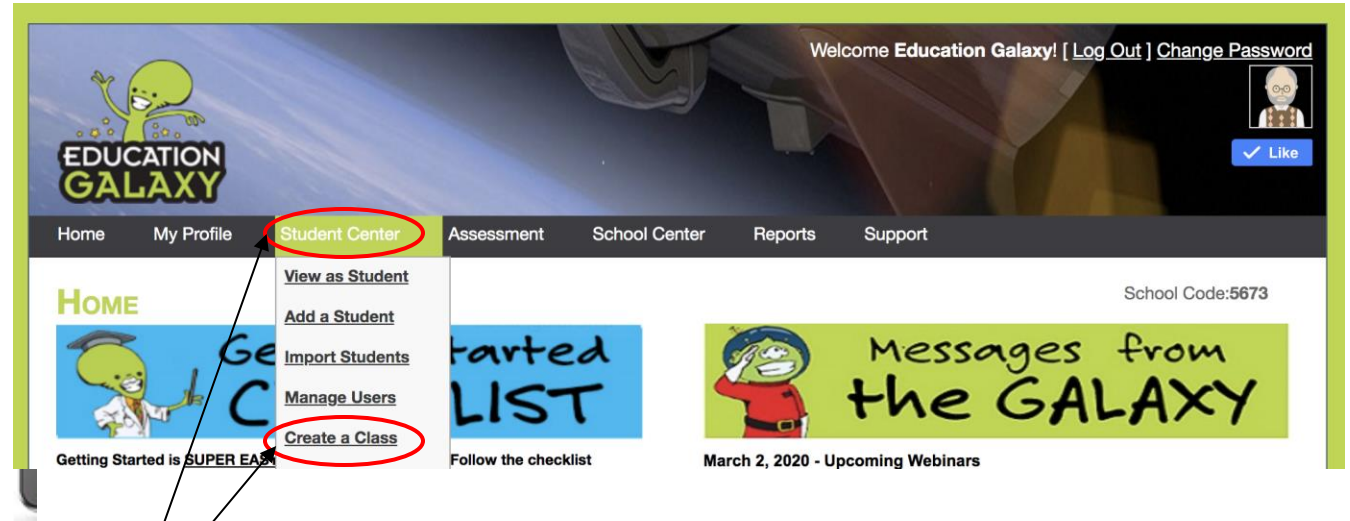 Welcome Education Galaxy! [ Log Out ] Change Password
EDUCATION
GALAXY
Like
Home My Profile Student Center Assessment School Center Reports Support
View as Student
Add a Student
Import Students
Manage Users
Create a Class
HOME
School Code:5673
Messages from
the GALAXY
Getting Started is SUPER Follow the checklist
March 2, 2020 - Upcoming Webinars